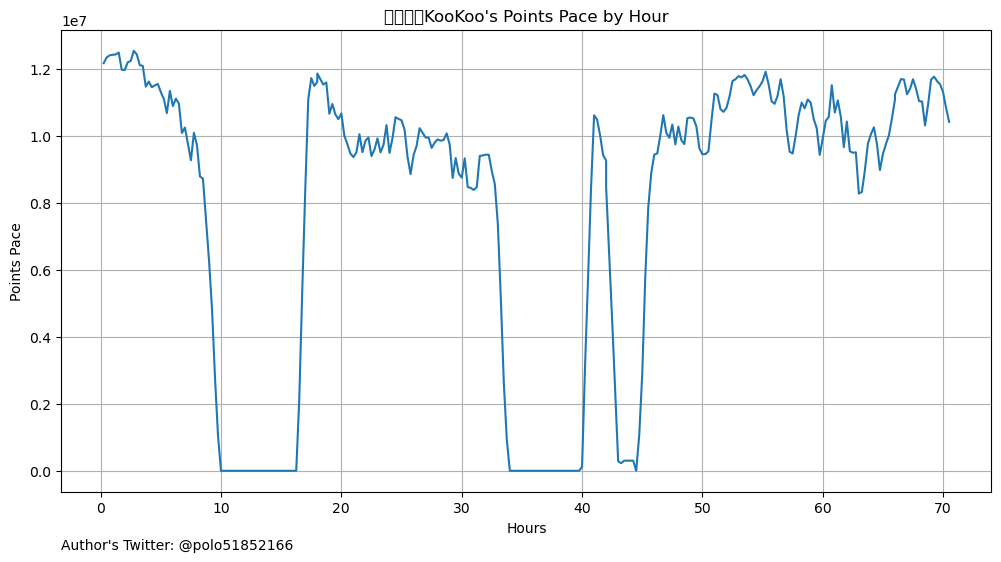 1e7
KooKoo's Points Pace by Hour
1.2
1.0
0.8
0.6
0.4
0.2
0.0
Points Pace
0 10 20 30 40 50 60 70
Hours
Author's Twitter: @polo51852166